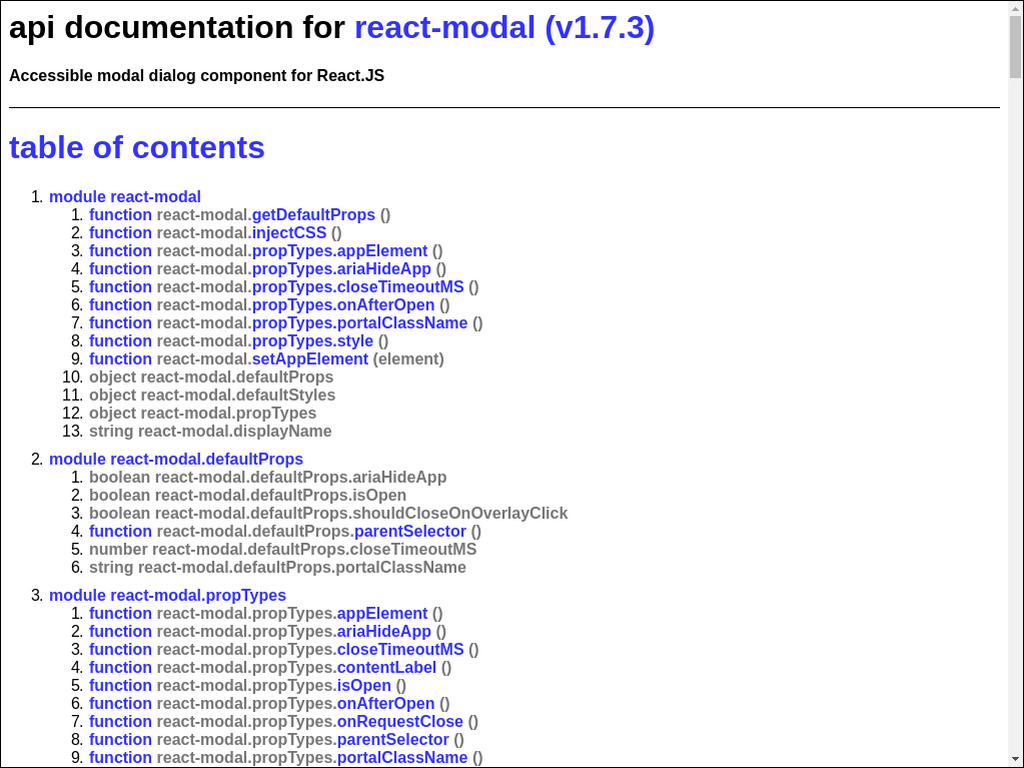 api documentation for react-modal (v1.7.3)
Accessible modal dialog component for React.JS
table of contents
1. module react-modal
1. function react-modal.getDefaultProps ()
2. function react-modal.injectCSS ()
3. function react-modal.propTypes.appElement ()
4. function react-modal.propTypes.ariaHideApp ()
5. function react-modal.propTypes.closeTimeoutMS ()
6. function react-modal.propTypes.onAfterOpen ()
7. function react-modal.propTypes.portalClassName ()
8. function react-modal.propTypes.style ()
9. function react-modal.setAppElement (element)
10. object react-modal.defaultProps
11. object react-modal.defaultStyles
12. object react-modal.propTypes
13. string react-modal.displayName
2. module react-modal.defaultProps
1. boolean react-modal.defaultProps.ariaHideApp
2. boolean react-modal.defaultProps.isOpen
3. boolean react-modal.defaultProps.shouldCloseOnOverlayClick
4. function react-modal.defaultProps.parentSelector ()
5. number react-modal.defaultProps.closeTimeoutMS
6. string react-modal.defaultProps.portalClassName
3. module react-modal.propTypes
1. function react-modal.propTypes.appElement ()
2. function react-modal.propTypes.ariaHideApp ()
3. function react-modal.propTypes.closeTimeoutMS ()
4. function react-modal.propTypes.contentLabel ()
5. function react-modal.propTypes.isOpen ()
6. function react-modal.propTypes.onAfterOpen ()
7. function react-modal.propTypes.onRequestClose ()
8. function react-modal.propTypes.parentSelector ()
9. function react-modal.propTypes.portalClassName ()